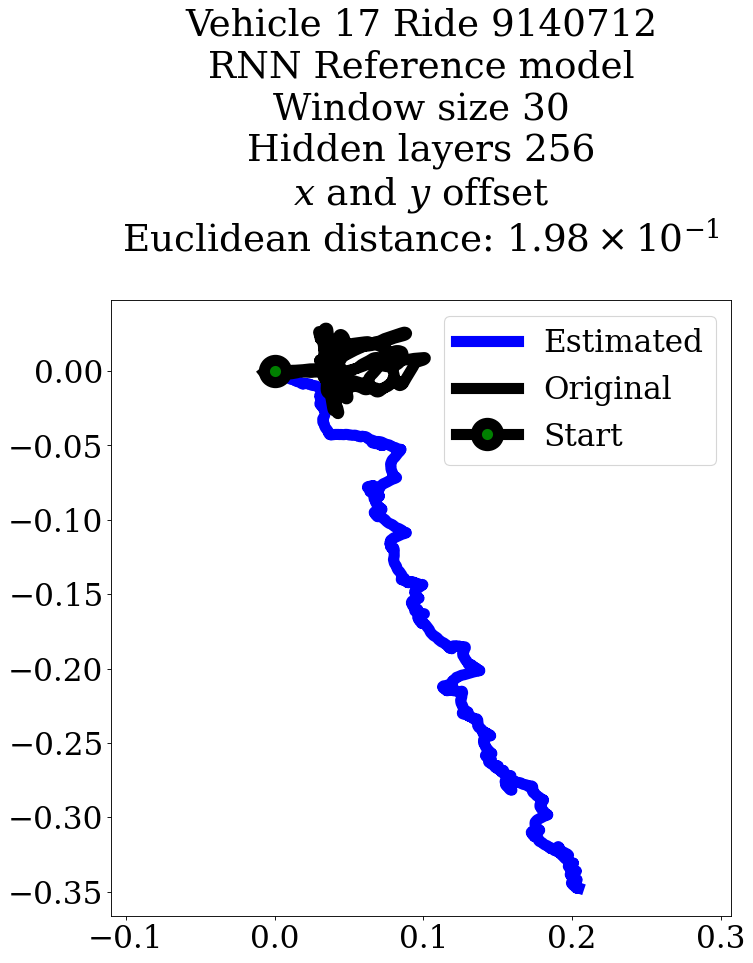 Vehicle 17 Ride 9140712
RNN Reference model
Window size 30
Hidden layers 256
x and y offset
Euclidean distance: 1.98 × 10⁻¹
Estimated
Original
Start
0.00
−0.05
−0.10
−0.15
−0.20
−0.25
−0.30
−0.35
−0.1 0.0 0.1 0.2 0.3